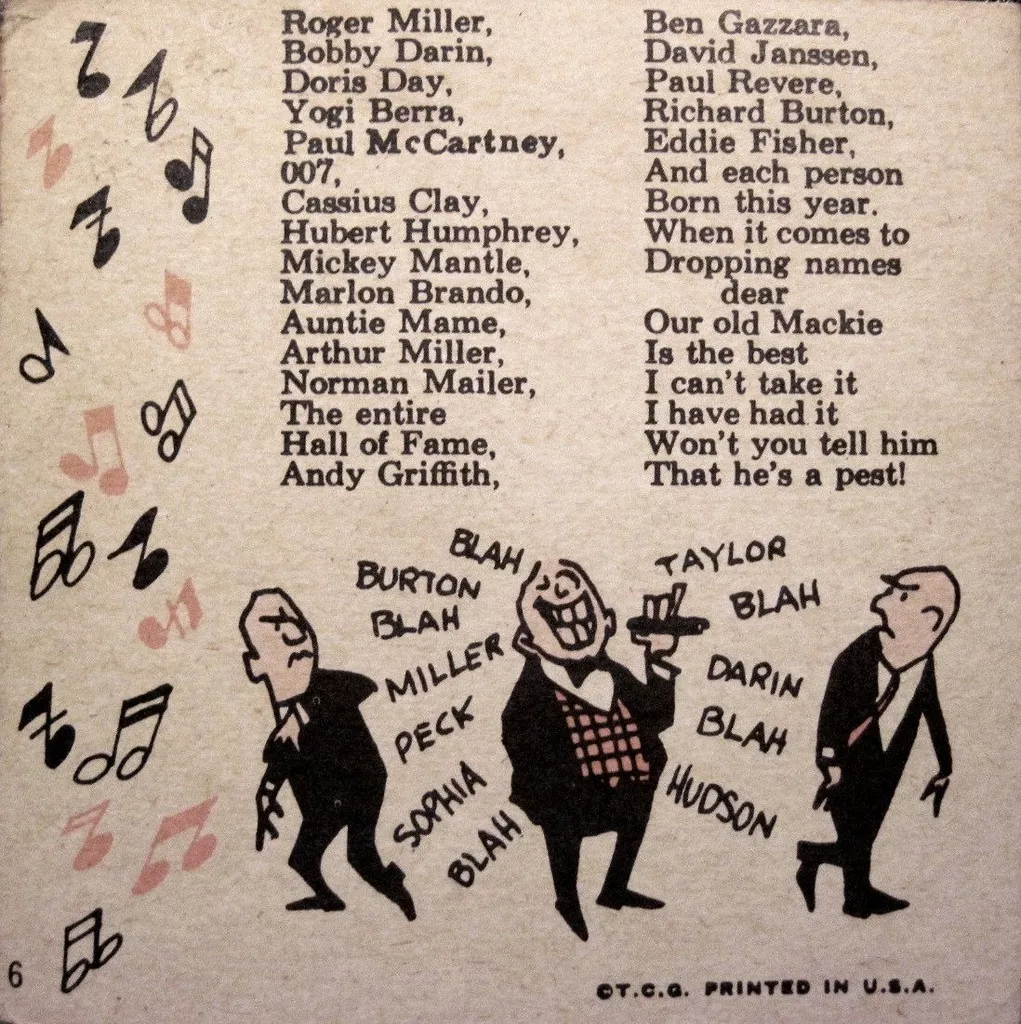 Roger Miller,
Bobby Darin,
Doris Day,
Yogi Berra,
Paul McCartney,
007,
Cassius Clay,
Hubert Humphrey,
Mickey Mantle,
Marlon Brando,
Auntie Mame,
Arthur Miller,
Norman Mailer,
The entire
Hall of Fame,
Andy Griffith,
Ben Gazzara,
David Janssen,
Paul Revere,
Richard Burton,
Eddie Fisher,
And each person
Born this year.
When it comes to
Dropping names
dear
Our old Mackie
Is the best
I can't take it
I have had it
Won't you tell him
That he's a pest!
BLAH
BURTON
BLAH
MILLER
PECK
SOPHIA
BLAH
TAYLOR
BLAH
DARIN
BLAH
HUDSON
6
©T.C.G. PRINTED IN U.S.A.